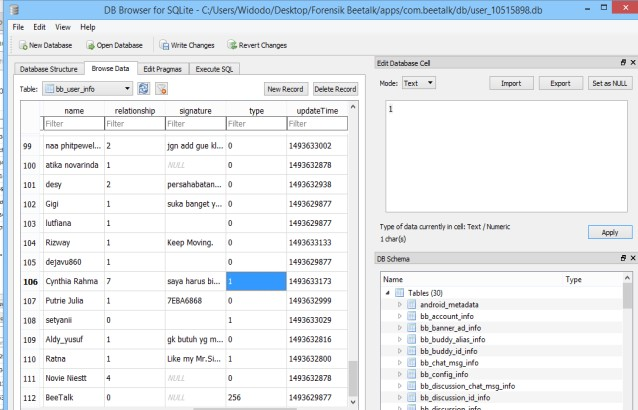 DB Browser for SQLite - C:/Users/Widodo/Desktop/Forensik Beetalk/apps/com.beetalk/db/user_10515898.db
File Edit View Help
New Database Open Database Write Changes Revert Changes
Database Structure Browse Data Edit Pragmas Execute SQL
Table: bb_user_info New Record Delete Record
name relationship signature type updateTime
Filter Filter Filter Filter Filter
99 naa phitpewel... 2 jgn add gue kl... 0 1493633002
100 atika novarinda 1 NULL 0 1493632878
101 desy 2 persahabatan... 0 1493632938
102 Gigi 1 suka banget y... 0 1493629877
103 lutfiana 1 0 1493629877
104 Rizway 1 Keep Moving. 0 1493633133
105 dejavu860 1 0 1493629877
106 Cynthia Rahma 7 saya harus bi... 1 1493633173
107 Putrie Julia 1 7EBA6868 0 1493632999
108 setyanii 0 1 1493633029
109 Aldy_yusuf 1 gk butuh yg m... 0 1493632816
110 Ratna 1 Like my Mr.Si... 1 1493632800
111 Novie Niestt 4 NULL 0 1493632878
112 BeeTalk 0 NULL 256 1493629877
Edit Database Cell
Mode: Text Import Export Set as NULL
1
Type of data currently in cell: Text / Numeric
1 char(s)
Apply
DB Schema
Name Type
Tables (30)
android_metadata
bb_account_info
bb_banner_ad_info
bb_buddy_alias_info
bb_buddy_id_info
bb_chat_msg_info
bb_config_info
bb_discussion_chat_msg_info
bb_discussion_id_info
bb_discussion_info